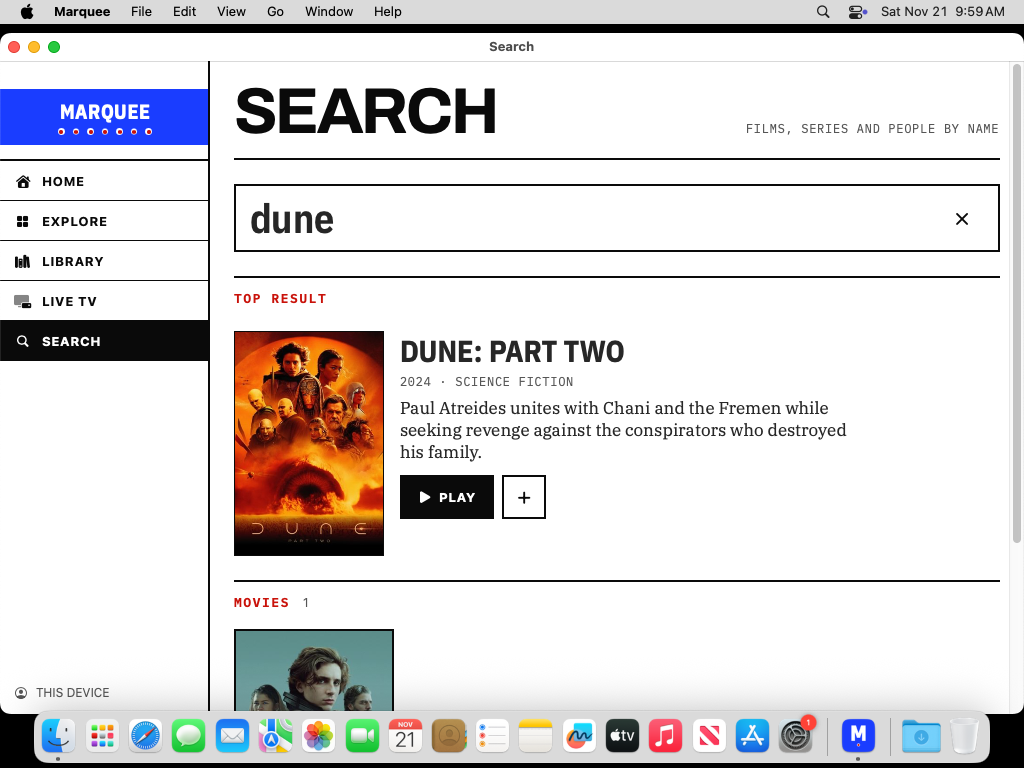 Marquee File Edit View Go Window Help Sat Nov 21 9:59 AM
Search
MARQUEE
HOME
EXPLORE
LIBRARY
LIVE TV
SEARCH
THIS DEVICE
SEARCH
FILMS, SERIES AND PEOPLE BY NAME
dune
TOP RESULT
DUNE
PART TWO
DUNE: PART TWO
2024 · SCIENCE FICTION
Paul Atreides unites with Chani and the Fremen while
seeking revenge against the conspirators who destroyed
his family.
PLAY
MOVIES 1
NOV
21
tv
1
M